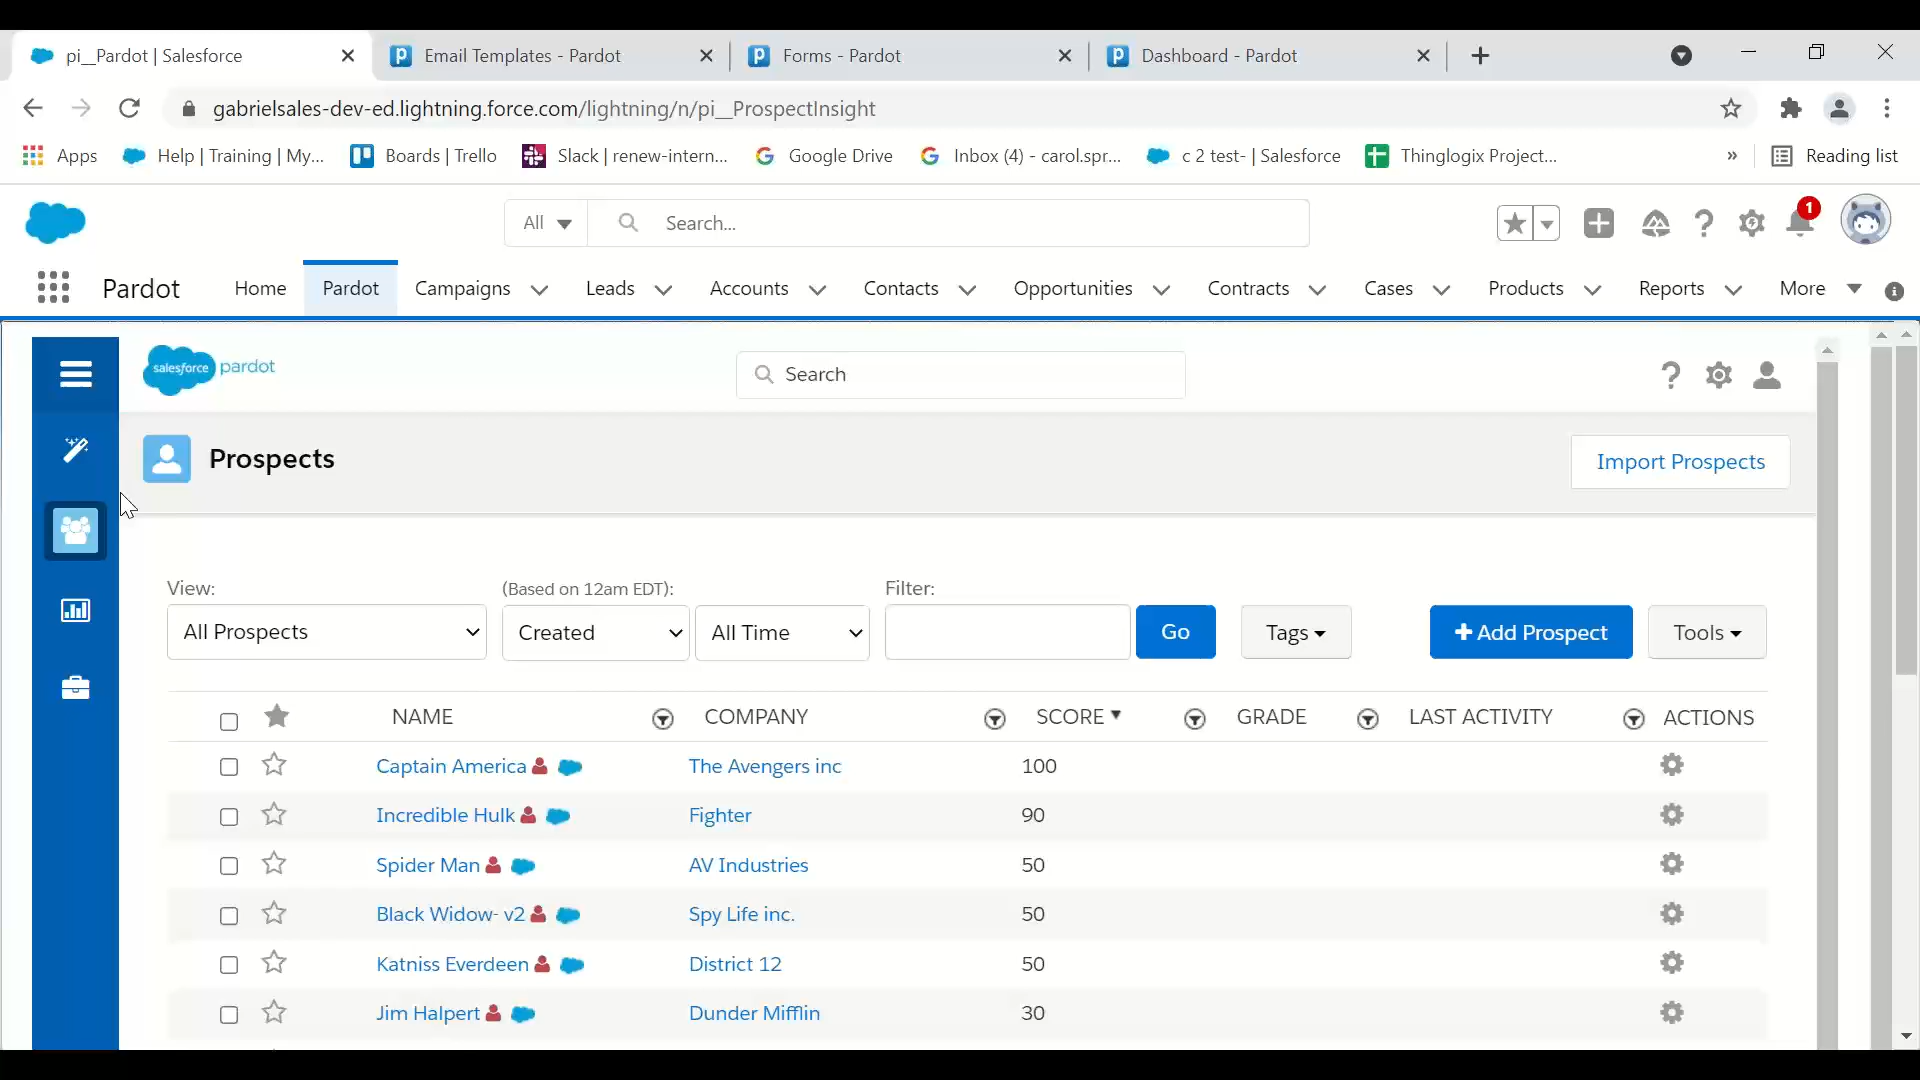 pi__Pardot | Salesforce
Email Templates - Pardot
Forms - Pardot
Dashboard - Pardot
gabrielsales-dev-ed.lightning.force.com/lightning/n/pi__ProspectInsight
Apps
Help | Training | My...
Boards | Trello
Slack | renew-intern...
Google Drive
Inbox (4) - carol.spr...
c 2 test- | Salesforce
Thinglogix Project...
»
Reading list
All
Search...
1
Pardot
Home
Pardot
Campaigns
Leads
Accounts
Contacts
Opportunities
Contracts
Cases
Products
Reports
More
salesforce pardot
Search
Prospects
Import Prospects
View:
(Based on 12am EDT):
Filter:
All Prospects
Created
All Time
Go
Tags
+ Add Prospect
Tools
NAME COMPANY SCORE GRADE LAST ACTIVITY ACTIONS
Captain America The Avengers inc 100
Incredible Hulk Fighter 90
Spider Man AV Industries 50
Black Widow- v2 Spy Life inc. 50
Katniss Everdeen District 12 50
Jim Halpert Dunder Mifflin 30